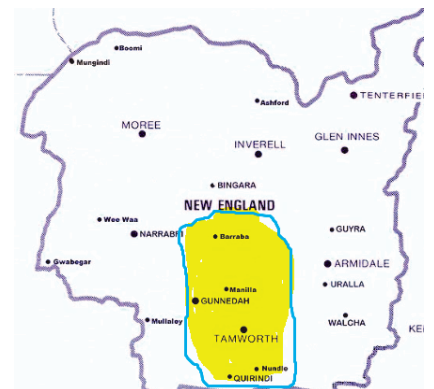 Boomi
Mungindi
Ashford
TENTERFIE
MOREE
GLEN INNES
INVERELL
BINGARA
NEW ENGLAND
Wee Waa
NARRABRI
Barraba
GUYRA
Gwabegar
ARMIDALE
Manilla
URALLA
GUNNEDAH
Mullaley
WALCHA
TAMWORTH
KE
Nundle
QUIRINDI